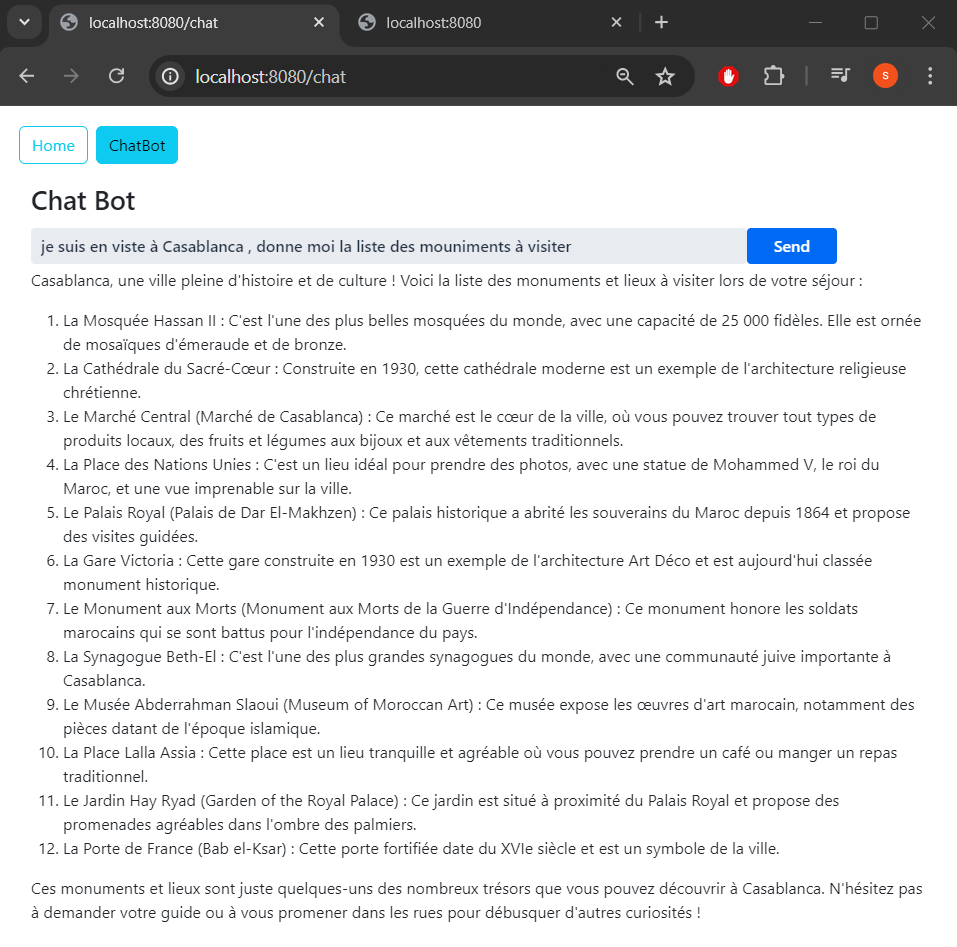 localhost:8080/chat
localhost:8080
localhost:8080/chat
S
Home
ChatBot
Chat Bot
je suis en viste à Casablanca , donne moi la liste des mouniments à visiter
Send
Casablanca, une ville pleine d'histoire et de culture ! Voici la liste des monuments et lieux à visiter lors de votre séjour :
1. La Mosquée Hassan II : C'est l'une des plus belles mosquées du monde, avec une capacité de 25 000 fidèles. Elle est ornée
de mosaïques d'émeraude et de bronze.
2. La Cathédrale du Sacré-Cœur : Construite en 1930, cette cathédrale moderne est un exemple de l'architecture religieuse
chrétienne.
3. Le Marché Central (Marché de Casablanca) : Ce marché est le cœur de la ville, où vous pouvez trouver tout types de
produits locaux, des fruits et légumes aux bijoux et aux vêtements traditionnels.
4. La Place des Nations Unies : C'est un lieu idéal pour prendre des photos, avec une statue de Mohammed V, le roi du
Maroc, et une vue imprenable sur la ville.
5. Le Palais Royal (Palais de Dar El-Makhzen) : Ce palais historique a abrité les souverains du Maroc depuis 1864 et propose
des visites guidées.
6. La Gare Victoria : Cette gare construite en 1930 est un exemple de l'architecture Art Déco et est aujourd'hui classée
monument historique.
7. Le Monument aux Morts (Monument aux Morts de la Guerre d'Indépendance) : Ce monument honore les soldats
marocains qui se sont battus pour l'indépendance du pays.
8. La Synagogue Beth-El : C'est l'une des plus grandes synagogues du monde, avec une communauté juive importante à
Casablanca.
9. Le Musée Abderrahman Slaoui (Museum of Moroccan Art) : Ce musée expose les œuvres d'art marocain, notamment des
pièces datant de l'époque islamique.
10. La Place Lalla Assia : Cette place est un lieu tranquille et agréable où vous pouvez prendre un café ou manger un repas
traditionnel.
11. Le Jardin Hay Ryad (Garden of the Royal Palace) : Ce jardin est situé à proximité du Palais Royal et propose des
promenades agréables dans l'ombre des palmiers.
12. La Porte de France (Bab el-Ksar) : Cette porte fortifiée date du XVIe siècle et est un symbole de la ville.
Ces monuments et lieux sont juste quelques-uns des nombreux trésors que vous pouvez découvrir à Casablanca. N'hésitez pas
à demander votre guide ou à vous promener dans les rues pour débusquer d'autres curiosités !